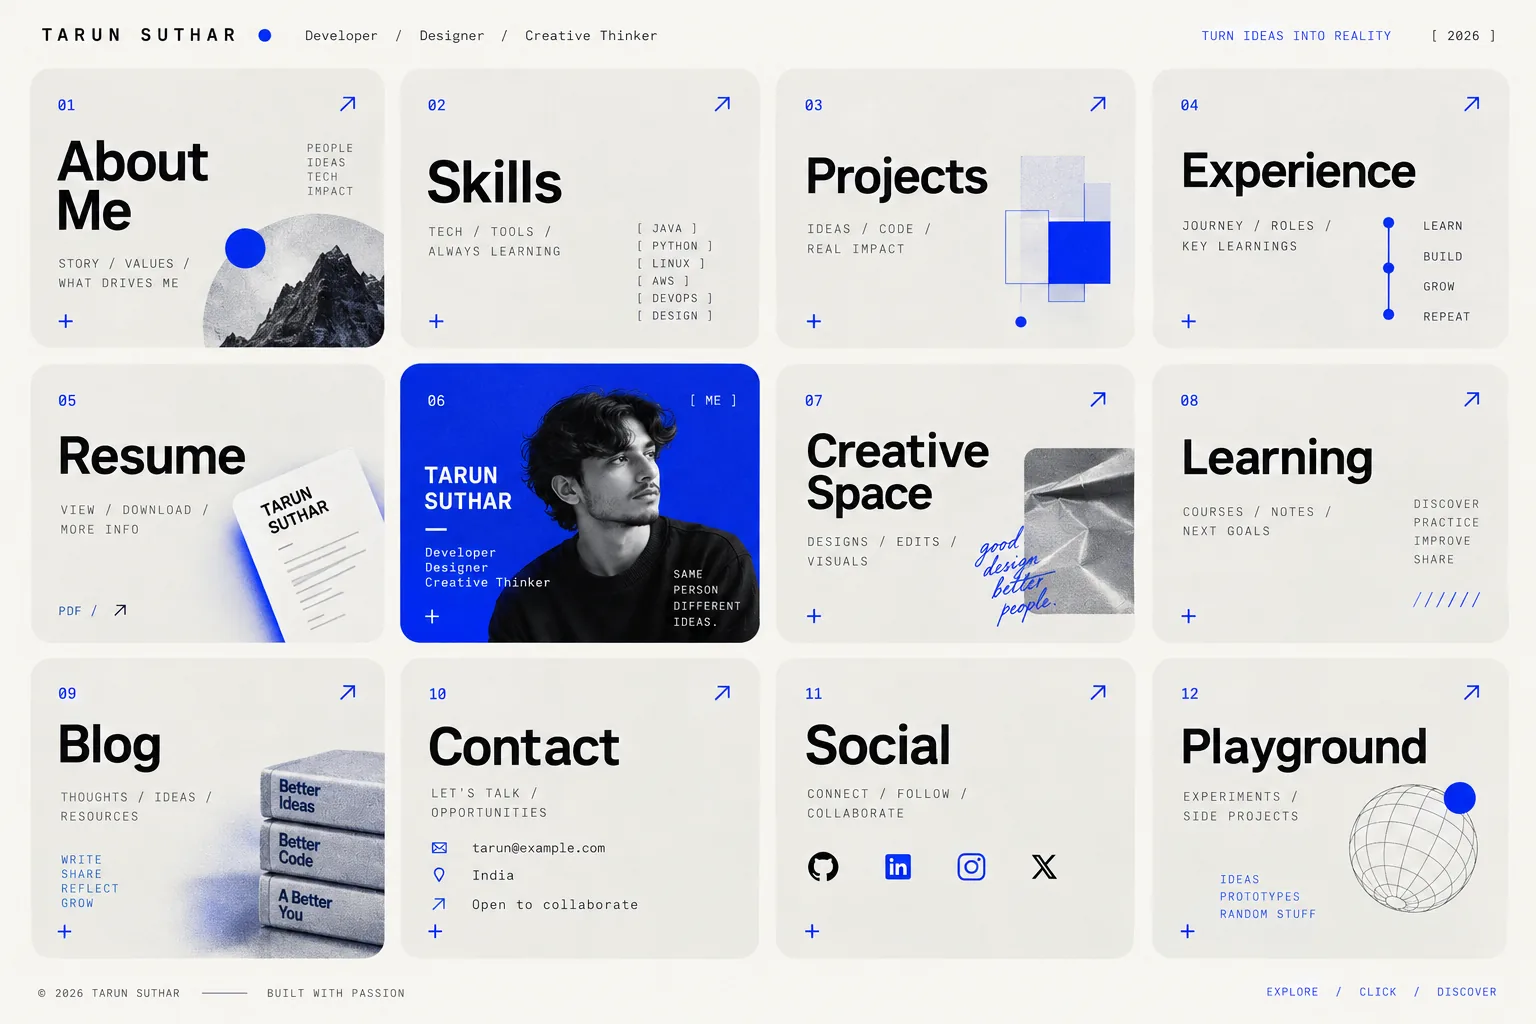 TARUN SUTHAR
Developer / Designer / Creative Thinker
TURN IDEAS INTO REALITY
[ 2026 ]
01
About
Me
PEOPLE
IDEAS
TECH
IMPACT
STORY / VALUES /
WHAT DRIVES ME
+
02
Skills
TECH / TOOLS /
ALWAYS LEARNING
[ JAVA ]
[ PYTHON ]
[ LINUX ]
[ AWS ]
[ DEVOPS ]
[ DESIGN ]
+
03
Projects
IDEAS / CODE /
REAL IMPACT
+
04
Experience
JOURNEY / ROLES /
KEY LEARNINGS
LEARN
BUILD
GROW
REPEAT
+
05
Resume
VIEW / DOWNLOAD /
MORE INFO
TARUN
SUTHAR
PDF /
06
[ ME ]
TARUN
SUTHAR
Developer
Designer
Creative Thinker
SAME
PERSON
DIFFERENT
IDEAS.
+
07
Creative
Space
DESIGNS / EDITS /
VISUALS
good
design
better
people.
+
08
Learning
COURSES / NOTES /
NEXT GOALS
DISCOVER
PRACTICE
IMPROVE
SHARE
//////
+
09
Blog
THOUGHTS / IDEAS /
RESOURCES
WRITE
SHARE
REFLECT
GROW
Better
Ideas
Better
Code
A Better
You
+
10
Contact
LET'S TALK /
OPPORTUNITIES
tarun@example.com
India
Open to collaborate
+
11
Social
CONNECT / FOLLOW /
COLLABORATE
in
X
+
12
Playground
EXPERIMENTS /
SIDE PROJECTS
IDEAS
PROTOTYPES
RANDOM STUFF
+
© 2026 TARUN SUTHAR
BUILT WITH PASSION
EXPLORE / CLICK / DISCOVER